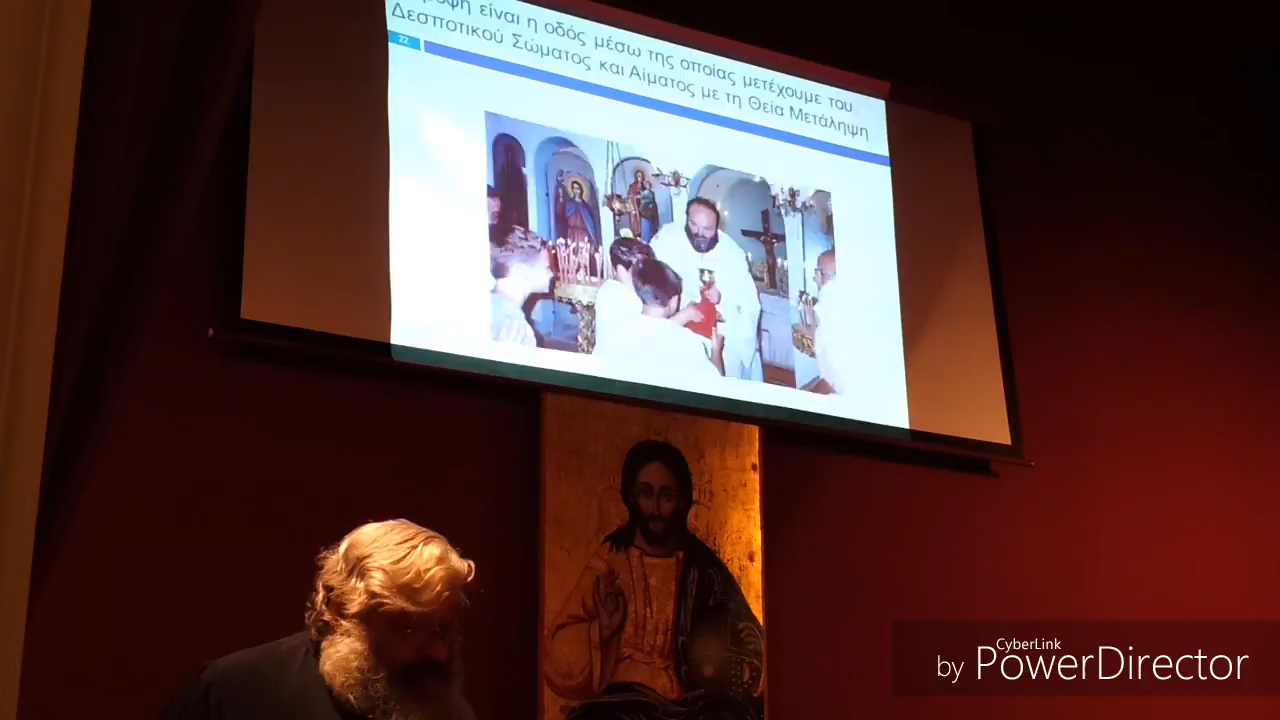 είναι η οδός μέσω της οποίας μετέχουμε του
Δεσποτικού Σώματος και Αίματος με τη Θεία Μετάληψη
22
CyberLink
by PowerDirector